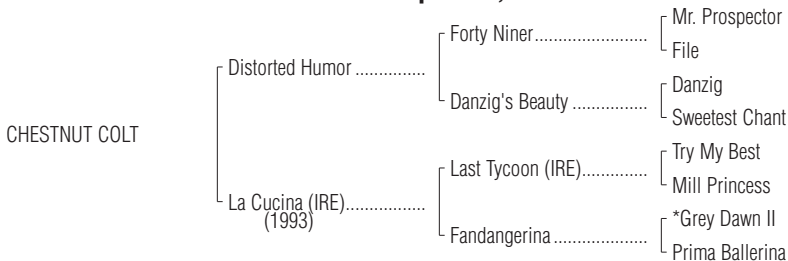 Mr. Prospector
Forty Niner........................
File
Distorted Humor ...............
Danzig
Danzig's Beauty ................
Sweetest Chant
CHESTNUT COLT
Try My Best
Last Tycoon (IRE)..............
Mill Princess
La Cucina (IRE).................
(1993)
*Grey Dawn II
Fandangerina ....................
Prima Ballerina